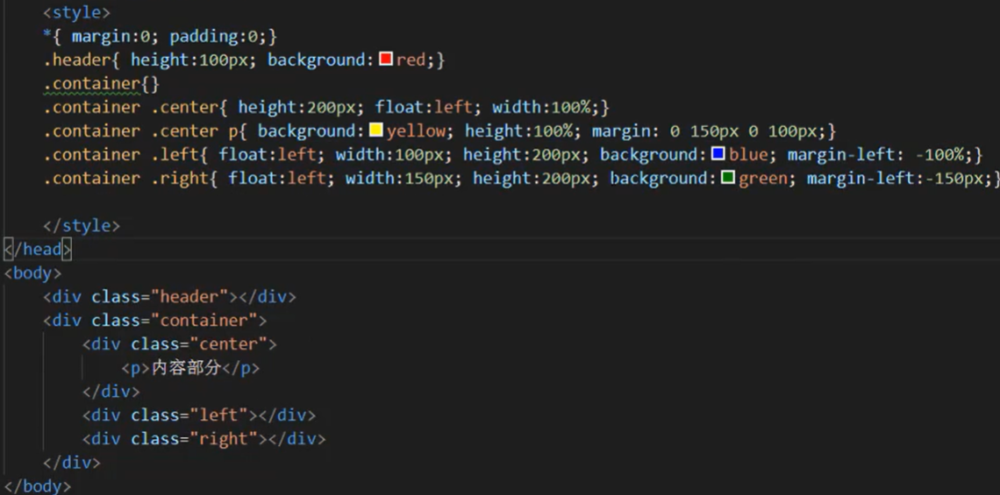 <style>
*{ margin:0; padding:0;}
.header{ height:100px; background:red;}
.container{}
.container .center{ height:200px; float:left; width:100%;}
.container .center p{ background:yellow; height:100%; margin: 0 150px 0 100px;}
.container .left{ float:left; width:100px; height:200px; background:blue; margin-left: -100%;}
.container .right{ float:left; width:150px; height:200px; background:green; margin-left:-150px;}
</style>
</head>
<body>
<div class="header"></div>
<div class="container">
<div class="center">
<p>内容部分</p>
</div>
<div class="left"></div>
<div class="right"></div>
</div>
</body>